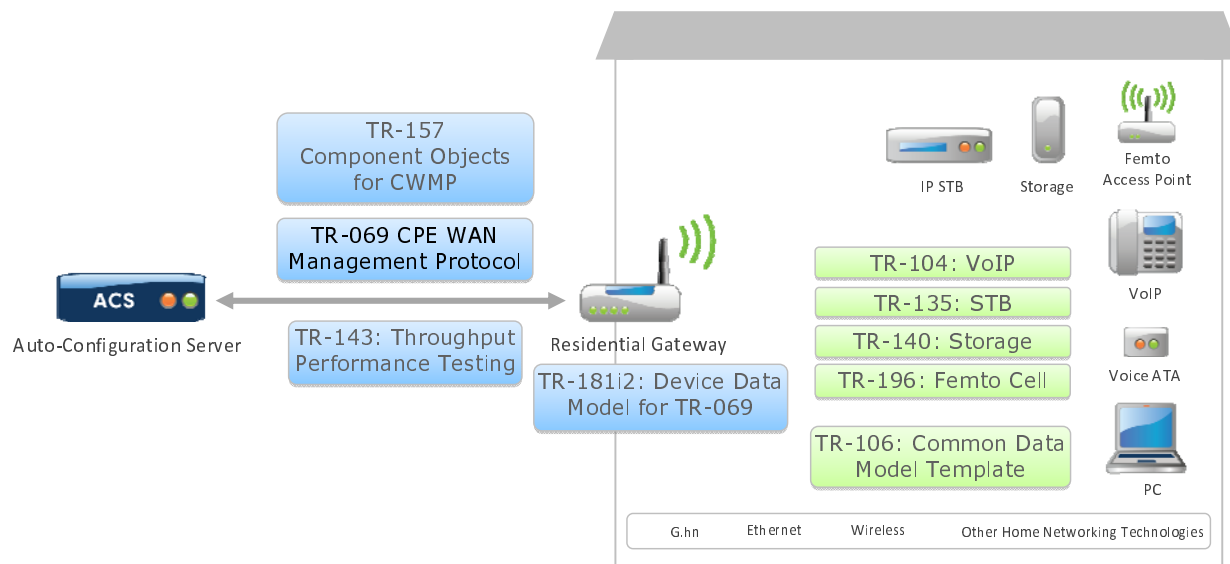 TR-157
Component Objects
for CWMP
TR-069 CPE WAN
Management Protocol
ACS
Auto-Configuration Server
TR-143: Throughput
Performance Testing
Residential Gateway
TR-181i2: Device Data
Model for TR-069
IP STB
Storage
Femto
Access Point
TR-104: VoIP
TR-135: STB
TR-140: Storage
TR-196: Femto Cell
TR-106: Common Data
Model Template
VoIP
Voice ATA
PC
G.hn
Ethernet
Wireless
Other Home Networking Technologies